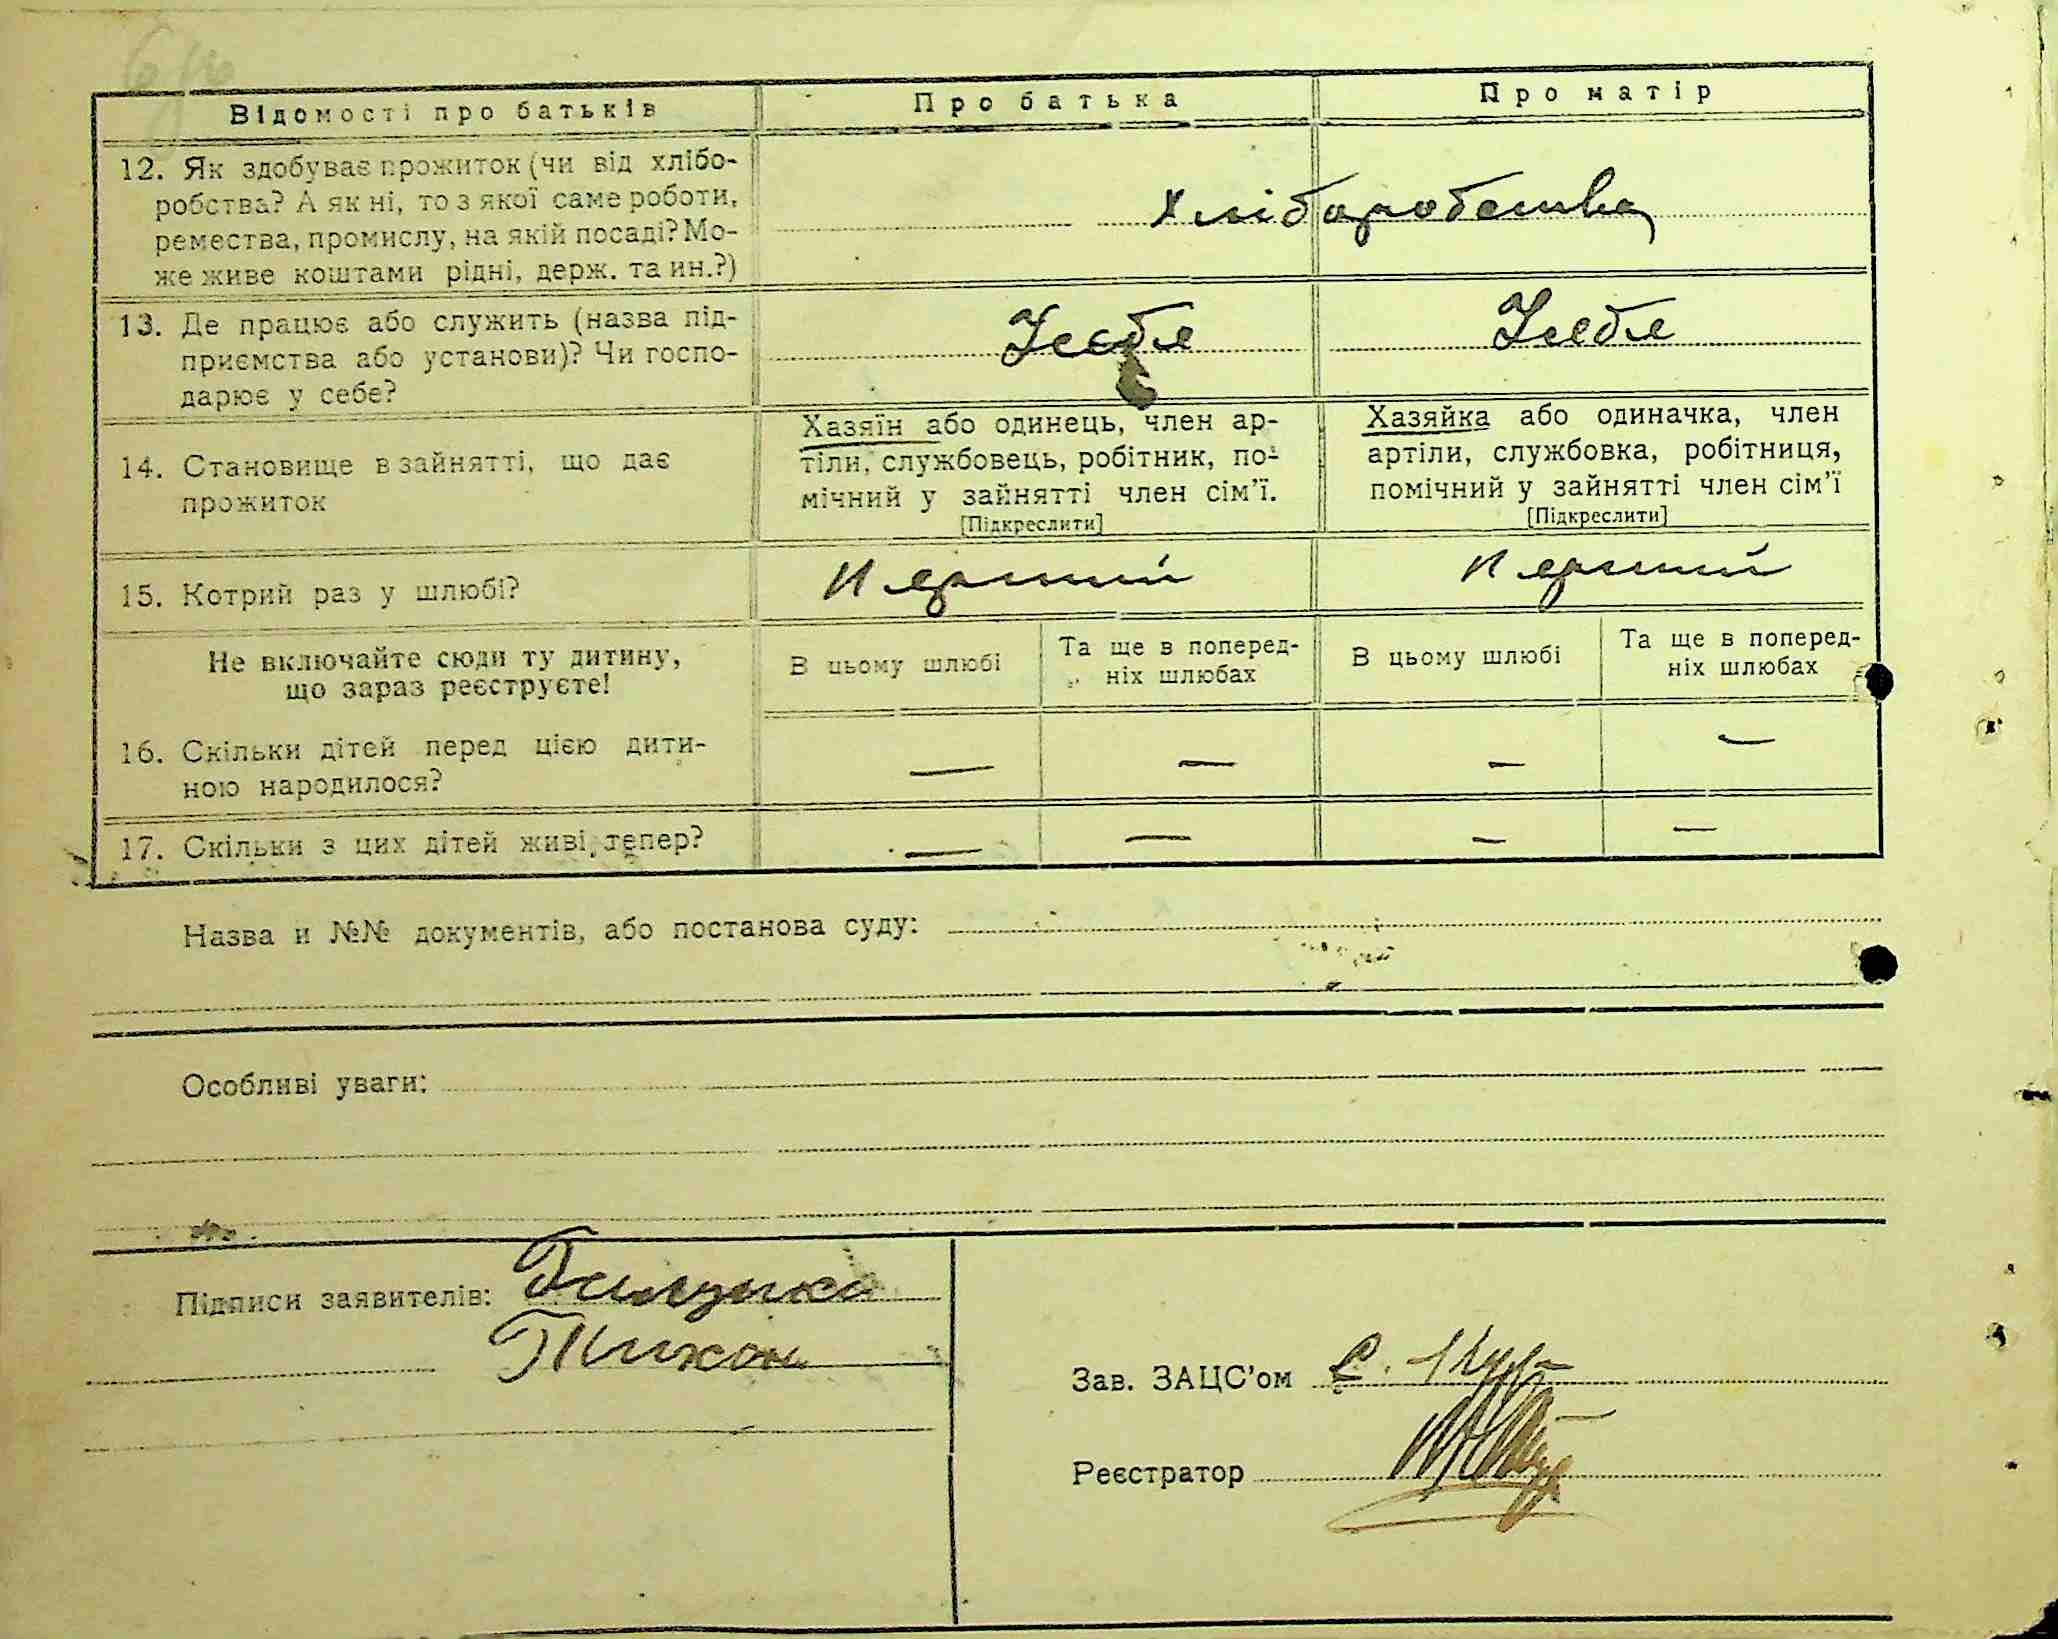 Відомості про батьків
Про батька
Про матір
12. Як здобуває прожиток (чи від хлібо-
робства? А як ні, то з якої саме роботи,
ремества, промислу, на якій посаді? Мо-
же живе коштами рідні, держ. та ин.?)
Хліборобства
13. Де працює або служить (назва під-
приємства або установи)? Чи госпо-
дарює у себе?
Усебе
Усебе
14. Становище в зайнятті, що дає
прожиток
Хазяїн або одинець, член ар-
тіли, службовець, робітник, по-
мічний у зайнятті член сім’ї.
[Підкреслити]
Хазяйка або одиначка, член
артіли, службовка, робітниця,
помічний у зайнятті член сім’ї
[Підкреслити]
15. Котрий раз у шлюбі?
Перший
Перший
Не включайте сюди ту дитину,
що зараз реєструєте!
В цьому шлюбі
Та ще в поперед-
ніх шлюбах
В цьому шлюбі
Та ще в поперед-
ніх шлюбах
16. Скільки дітей перед цією дити-
ною народилося?
— — — —
17. Скільки з цих дітей живі тепер?
— — — —
Назва и №№ документів, або постанова суду:
Особливі уваги:
Підписи заявителів:
Тихон
Зав. ЗАЦС’ом С.
Реєстратор